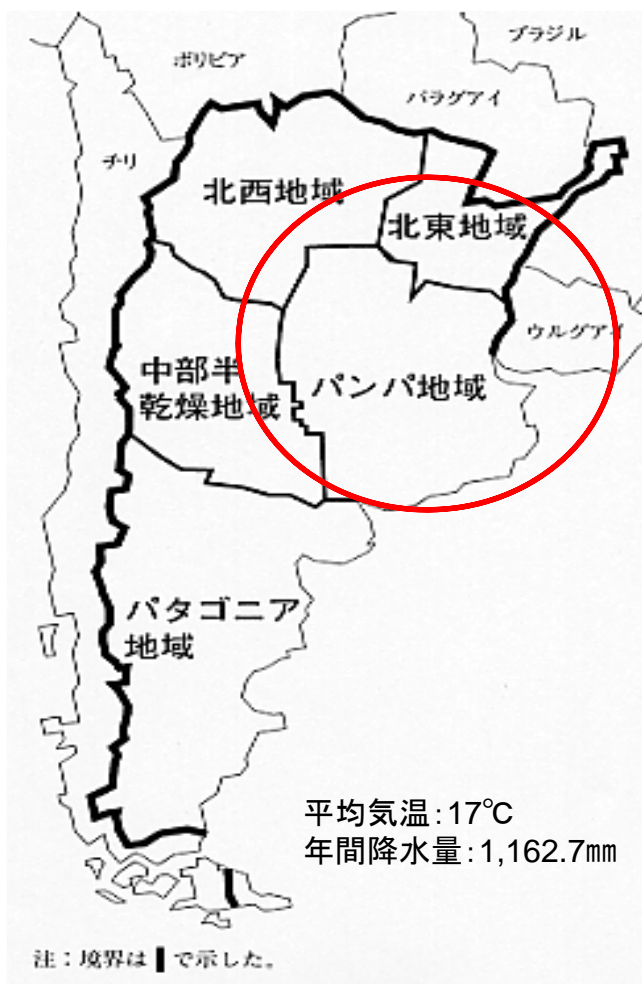 ブラジル
ボリビア
パラグアイ
チリ
北西地域
北東地域
ウルグアイ
中部半
乾燥地域
パンパ地域
パタゴニア
地域
平均気温:17℃
年間降水量:1,162.7㎜
注:境界は▐で示した。